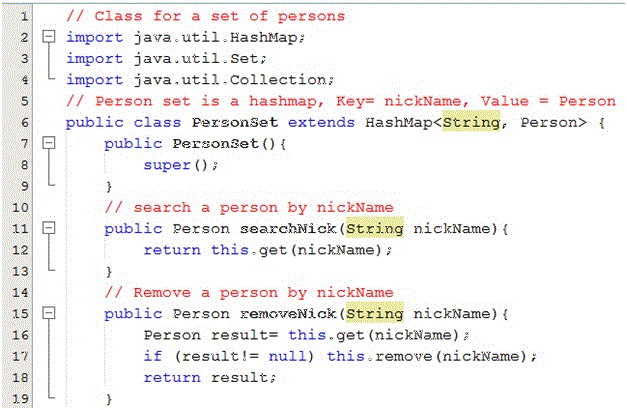 1 // Class for a set of persons
2 import java.util.HashMap;
3 import java.util.Set;
4 import java.util.Collection;
5 // Person set is a hashmap, Key= nickName, Value = Person
6 public class PersonSet extends HashMap<String, Person> {
7 public PersonSet(){
8 super();
9 }
10 // search a person by nickName
11 public Person searchNick(String nickName){
12 return this.get(nickName);
13 }
14 // Remove a person by nickName
15 public Person removeNick(String nickName){
16 Person result= this.get(nickName);
17 if (result!= null) this.remove(nickName);
18 return result;
19 }